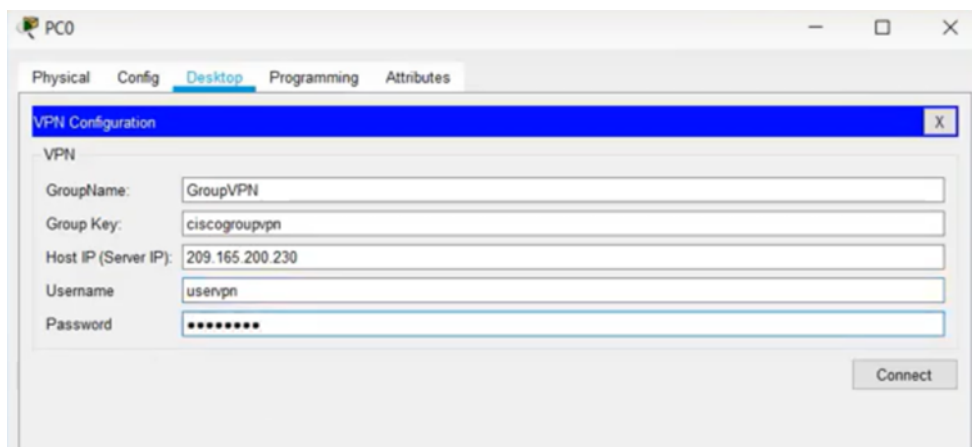 PC0
Physical Config Desktop Programming Attributes
VPN Configuration X
VPN
GroupName: GroupVPN
Group Key: ciscogroupvpn
Host IP (Server IP): 209.165.200.230
Username uservpn
Password ••••••••
Connect